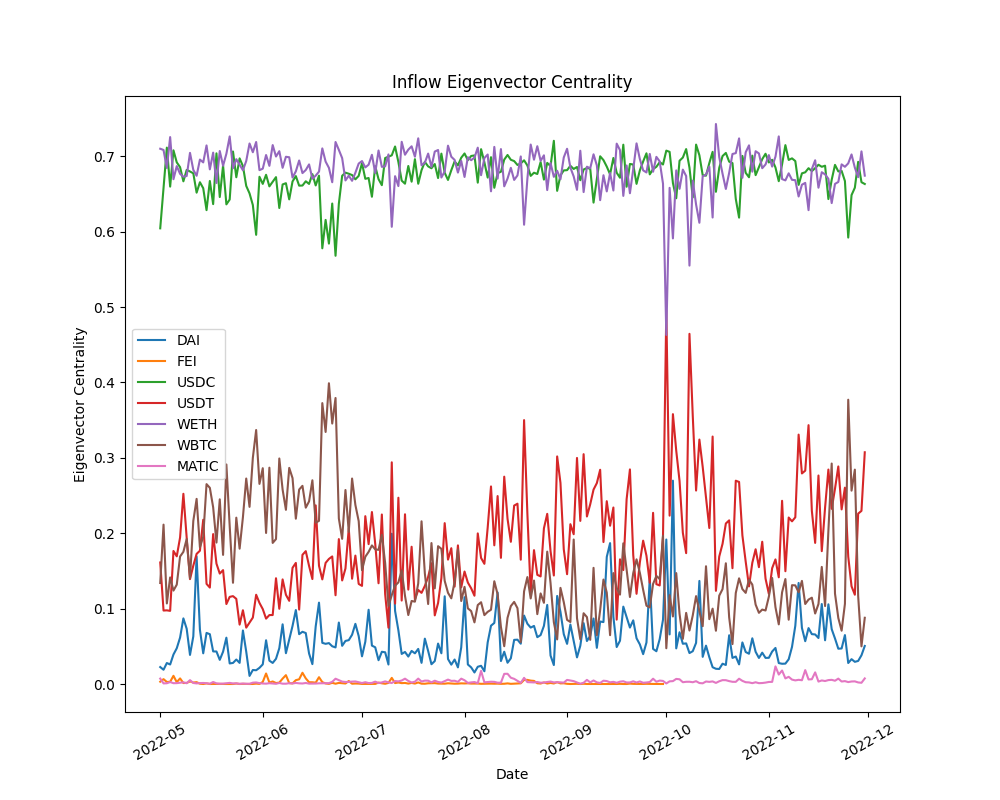 Inflow Eigenvector Centrality
Eigenvector Centrality
0.7
0.6
0.5
0.4
0.3
0.2
0.1
0.0
DAI
FEI
USDC
USDT
WETH
WBTC
MATIC
2022-05
2022-06
2022-07
2022-08
2022-09
2022-10
2022-11
2022-12
Date